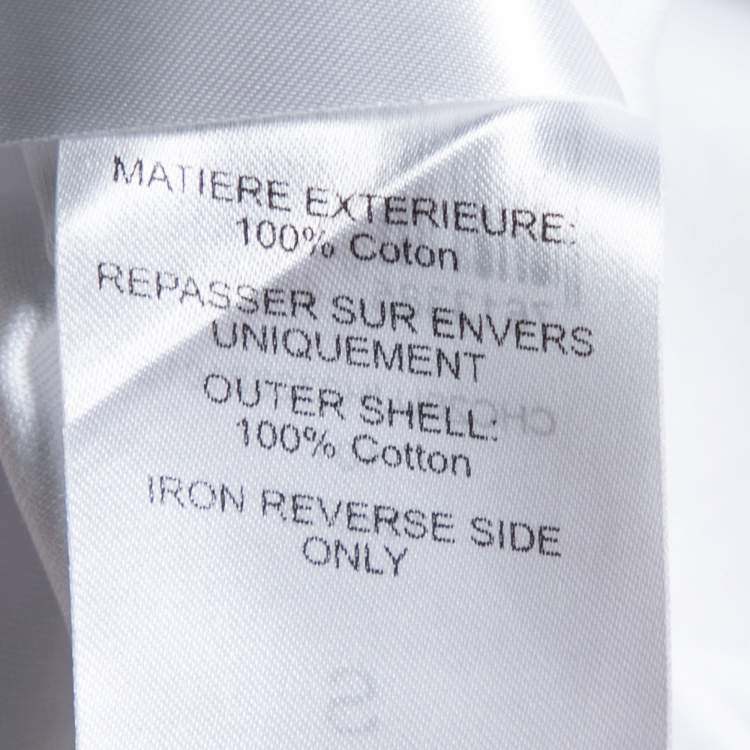 MATIERE EXTERIEURE:
100% Coton
REPASSER SUR ENVERS
UNIQUEMENT
OUTER SHELL:
100% Cotton
IRON REVERSE SIDE
ONLY
S